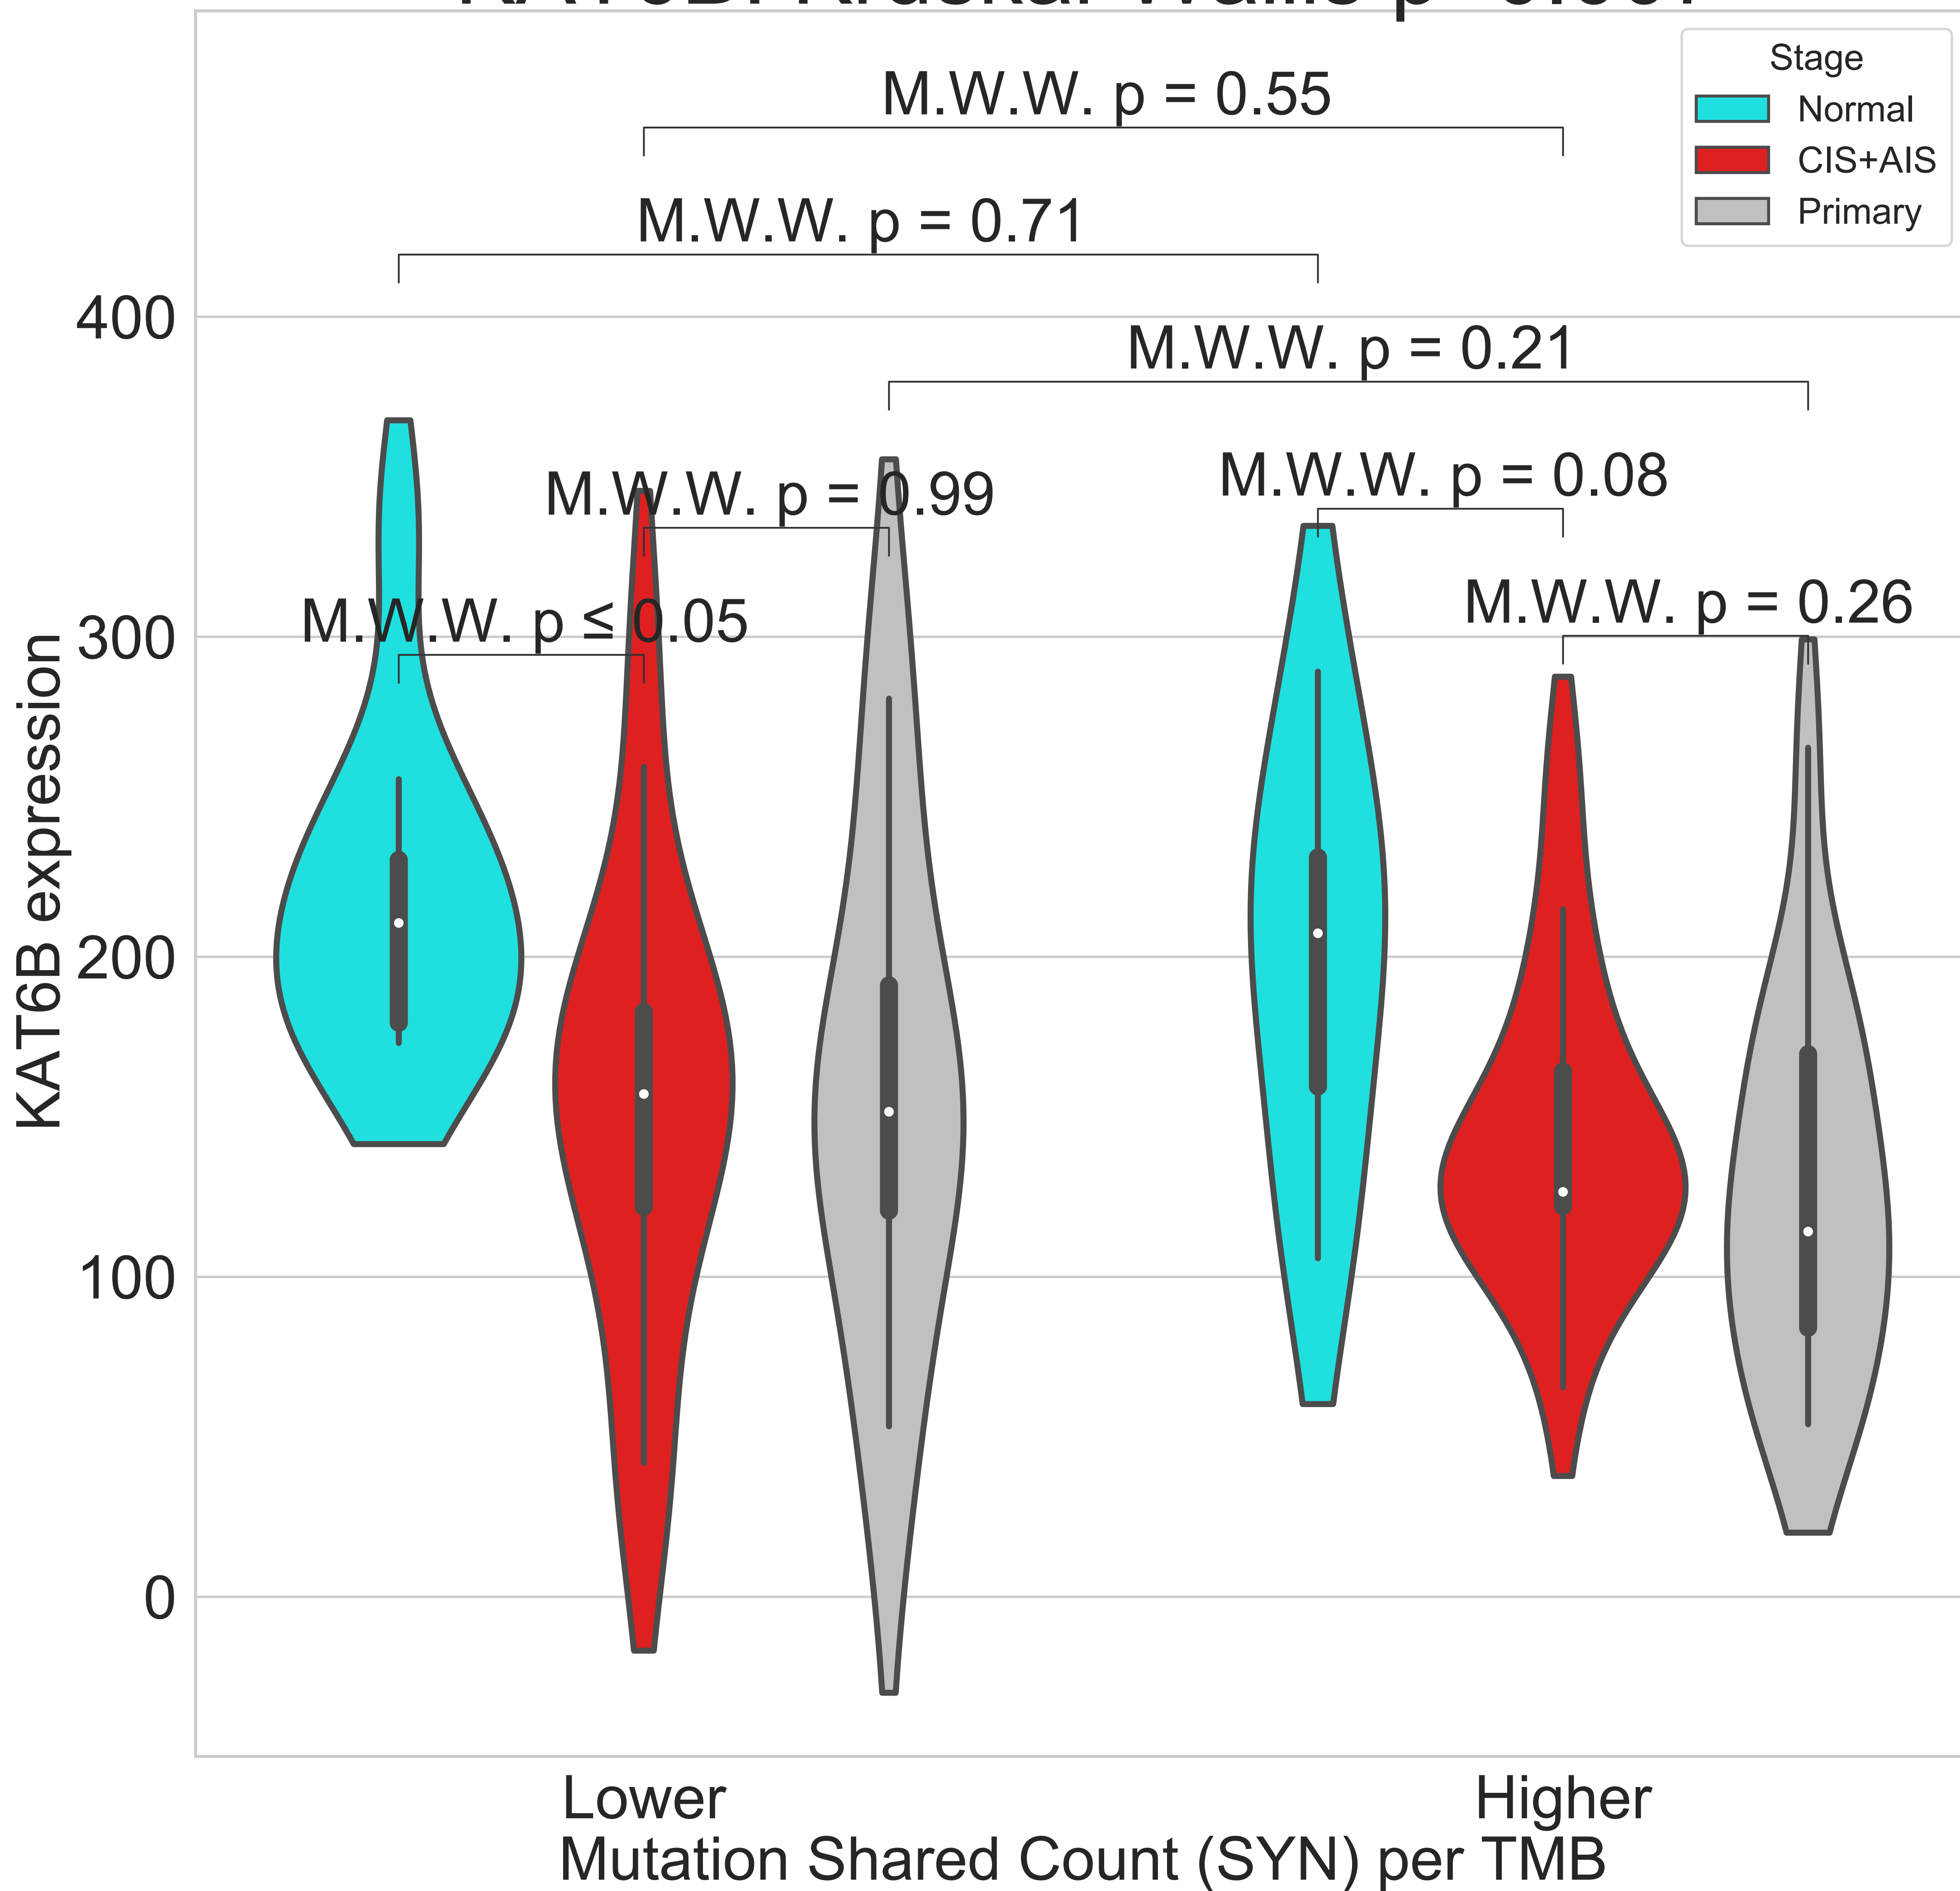 Stage
Normal
CIS+AIS
Primary
M.W.W. p = 0.55
M.W.W. p = 0.71
M.W.W. p = 0.21
M.W.W. p = 0.99
M.W.W. p = 0.08
M.W.W. p ≤ 0.05
M.W.W. p = 0.26
400
300
200
100
0
KAT6B expression
Lower
Higher
Mutation Shared Count (SYN) per TMB